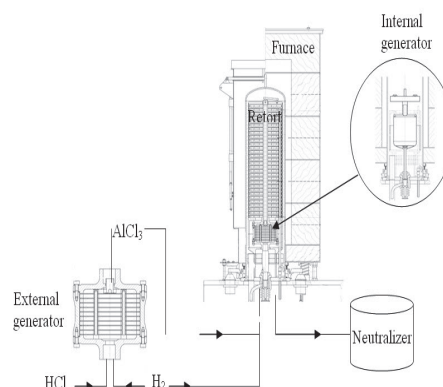 Internal
generator
Furnace
Retort
AlCl₃
External
generator
Neutralizer
HCl
H₂